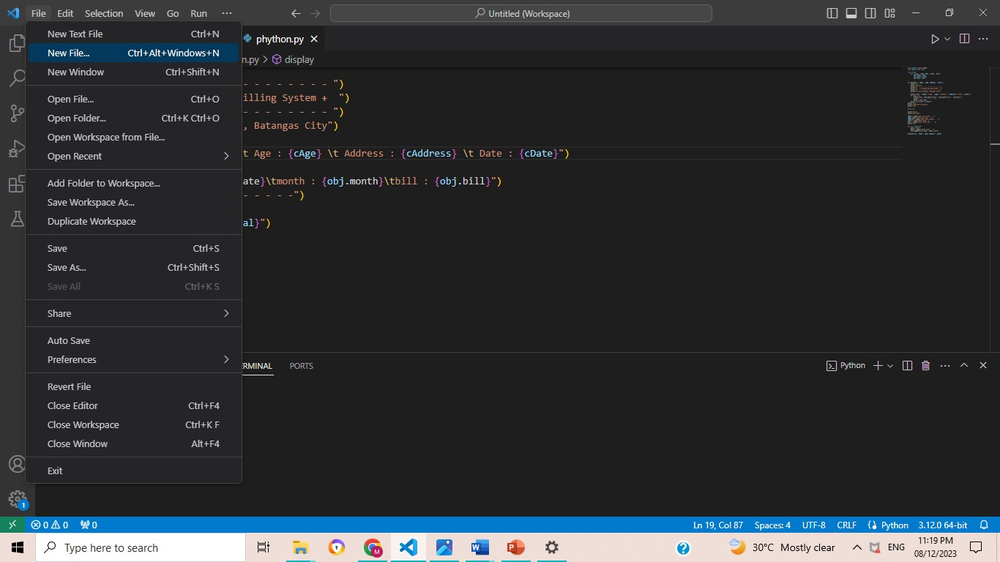 File Edit Selection View Go Run ···
Untitled (Workspace)
New Text File Ctrl+N
New File... Ctrl+Alt+Windows+N
New Window Ctrl+Shift+N
Open File... Ctrl+O
Open Folder... Ctrl+K Ctrl+O
Open Workspace from File...
Open Recent
Add Folder to Workspace...
Save Workspace As...
Duplicate Workspace
Save Ctrl+S
Save As... Ctrl+Shift+S
Save All Ctrl+K S
Share
Auto Save
Preferences
Revert File
Close Editor Ctrl+F4
Close Workspace Ctrl+K F
Close Window Alt+F4
Exit
phython.py
n.py > display
- - - - - - - - ")
illing System +  ")
- - - - - - - - ")
, Batangas City")
t Age : {cAge} \t Address : {cAddress} \t Date : {cDate}")
ate}\tmonth : {obj.month}\tbill : {obj.bill}")
- - - - -")
al}")
RMINAL PORTS
Python
1
0 0 0
Ln 19, Col 87 Spaces: 4 UTF-8 CRLF Python 3.12.0 64-bit
Type here to search
M
30°C Mostly clear
ENG
11:19 PM
08/12/2023